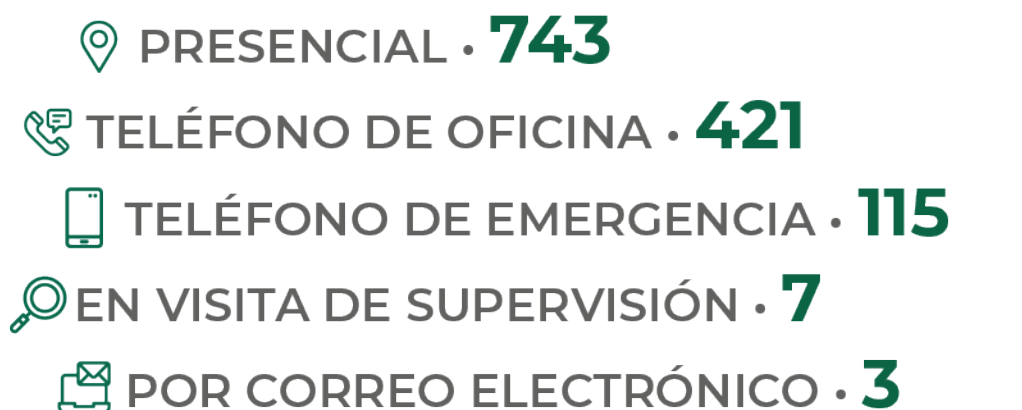 PRESENCIAL • 743
TELÉFONO DE OFICINA • 421
TELÉFONO DE EMERGENCIA • 115
EN VISITA DE SUPERVISIÓN • 7
POR CORREO ELECTRÓNICO • 3